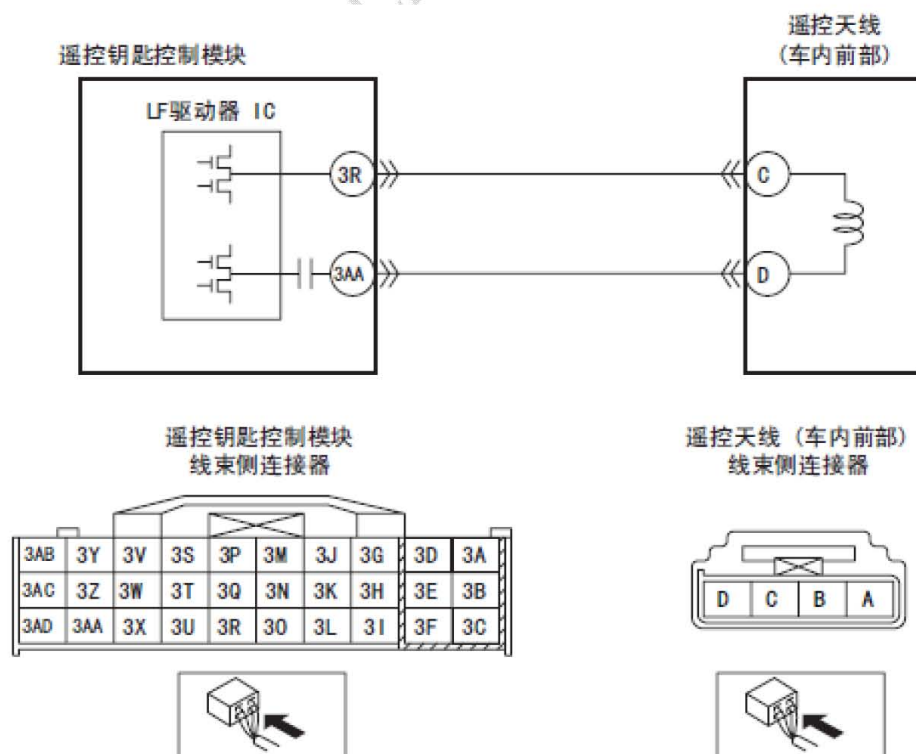 遥控钥匙控制模块
遥控天线
(车内前部)
LF驱动器 IC
3R
C
3AA
D
遥控钥匙控制模块
线束侧连接器
遥控天线 (车内前部)
线束侧连接器
3AB 3Y 3V 3S 3P 3M 3J 3G 3D 3A
3AC 3Z 3W 3T 3Q 3N 3K 3H 3E 3B
3AD 3AA 3X 3U 3R 3O 3L 3I 3F 3C
D C B A